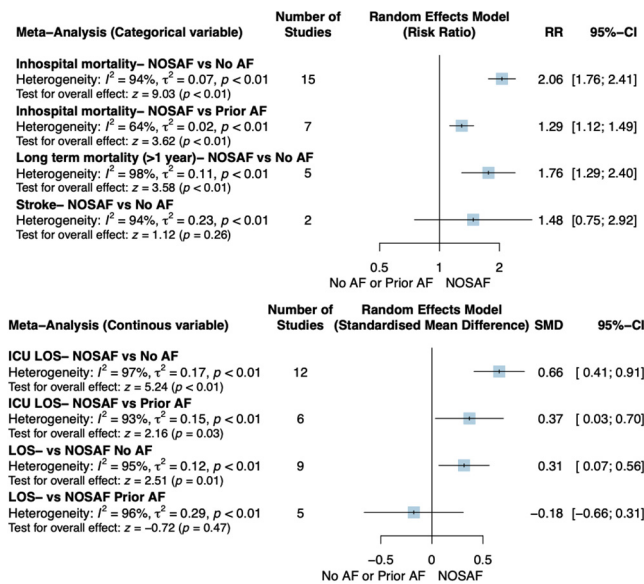 Meta−Analysis (Categorical variable) Number of Studies Random Effects Model (Risk Ratio) RR 95%−CI
Inhospital mortality− NOSAF vs No AF
Heterogeneity: I² = 94%, τ² = 0.07, p < 0.01 15 2.06 [1.76; 2.41]
Test for overall effect: z = 9.03 (p < 0.01)
Inhospital mortality− NOSAF vs Prior AF
Heterogeneity: I² = 64%, τ² = 0.02, p < 0.01 7 1.29 [1.12; 1.49]
Test for overall effect: z = 3.62 (p < 0.01)
Long term mortality (>1 year)− NOSAF vs No AF
Heterogeneity: I² = 98%, τ² = 0.11, p < 0.01 5 1.76 [1.29; 2.40]
Test for overall effect: z = 3.58 (p < 0.01)
Stroke− NOSAF vs No AF
Heterogeneity: I² = 94%, τ² = 0.23, p < 0.01 2 1.48 [0.75; 2.92]
Test for overall effect: z = 1.12 (p = 0.26)
0.5 1 2
No AF or Prior AF NOSAF
Meta−Analysis (Continous variable) Number of Studies Random Effects Model (Standardised Mean Difference) SMD 95%−CI
ICU LOS− NOSAF vs No AF
Heterogeneity: I² = 97%, τ² = 0.17, p < 0.01 12 0.66 [ 0.41; 0.91]
Test for overall effect: z = 5.24 (p < 0.01)
ICU LOS− NOSAF vs Prior AF
Heterogeneity: I² = 93%, τ² = 0.15, p < 0.01 6 0.37 [ 0.03; 0.70]
Test for overall effect: z = 2.16 (p = 0.03)
LOS− vs NOSAF No AF
Heterogeneity: I² = 95%, τ² = 0.12, p < 0.01 9 0.31 [ 0.07; 0.56]
Test for overall effect: z = 2.51 (p = 0.01)
LOS− vs NOSAF Prior AF
Heterogeneity: I² = 96%, τ² = 0.29, p < 0.01 5 −0.18 [−0.66; 0.31]
Test for overall effect: z = −0.72 (p = 0.47)
−0.5 0 0.5
No AF or Prior AF NOSAF